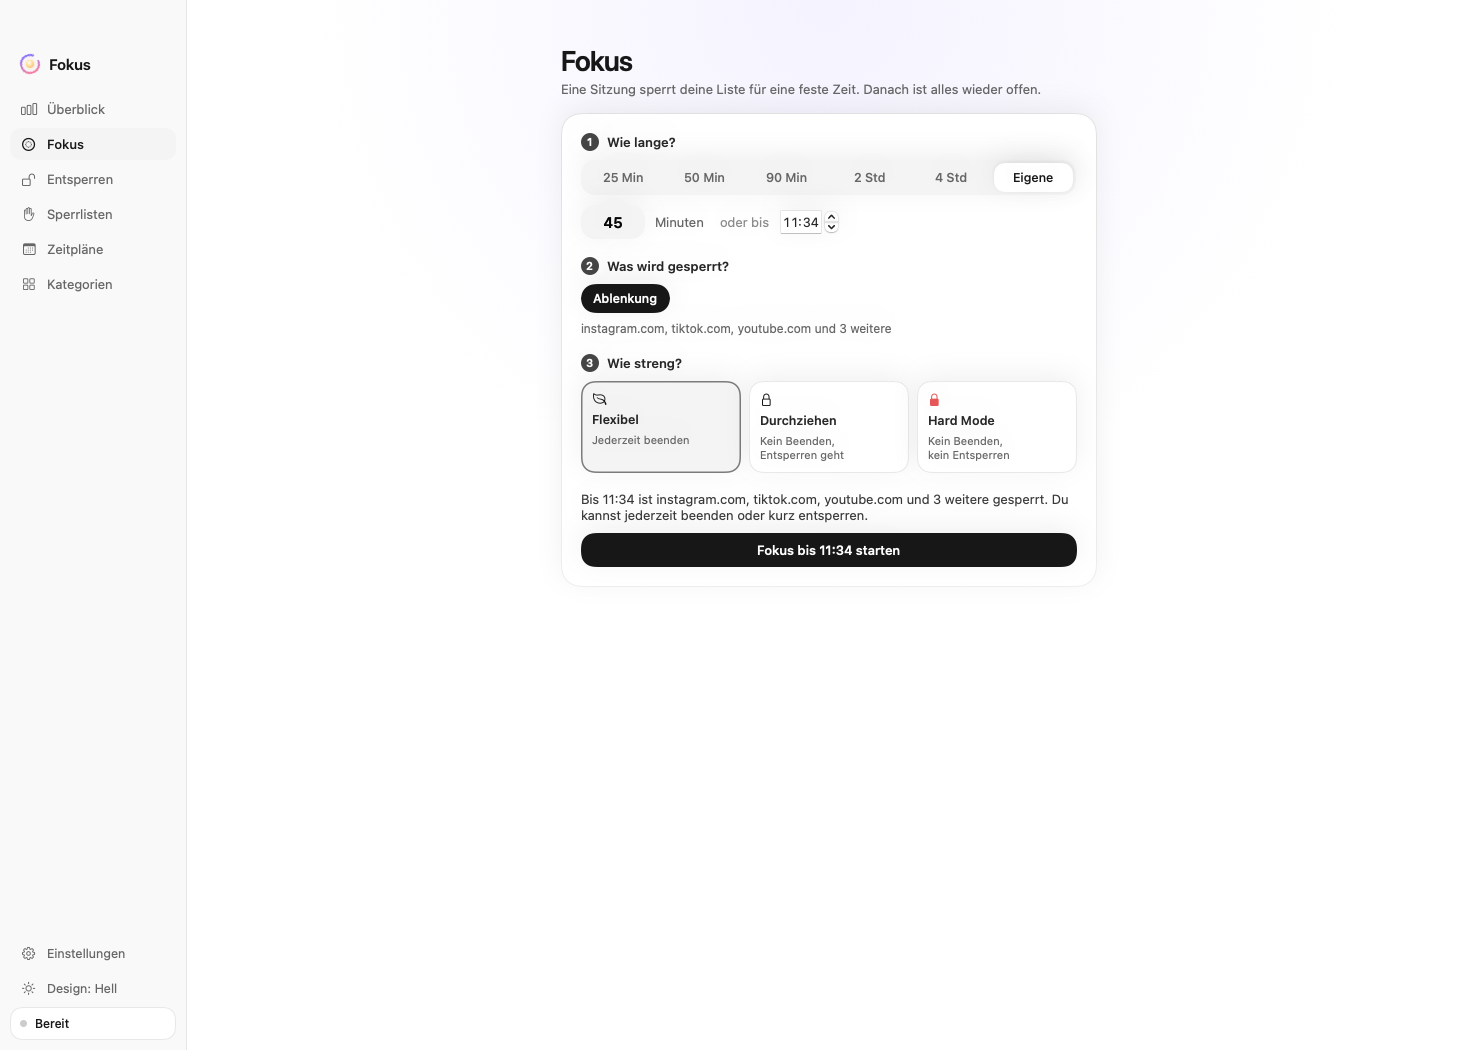 Fokus
Überblick
Fokus
Entsperren
Sperrlisten
Zeitpläne
Kategorien
Einstellungen
Design: Hell
Bereit
Fokus
Eine Sitzung sperrt deine Liste für eine feste Zeit. Danach ist alles wieder offen.
1 Wie lange?
25 Min 50 Min 90 Min 2 Std 4 Std Eigene
45 Minuten oder bis 11:34
2 Was wird gesperrt?
Ablenkung
instagram.com, tiktok.com, youtube.com und 3 weitere
3 Wie streng?
Flexibel
Jederzeit beenden
Durchziehen
Kein Beenden,
Entsperren geht
Hard Mode
Kein Beenden,
kein Entsperren
Bis 11:34 ist instagram.com, tiktok.com, youtube.com und 3 weitere gesperrt. Du
kannst jederzeit beenden oder kurz entsperren.
Fokus bis 11:34 starten